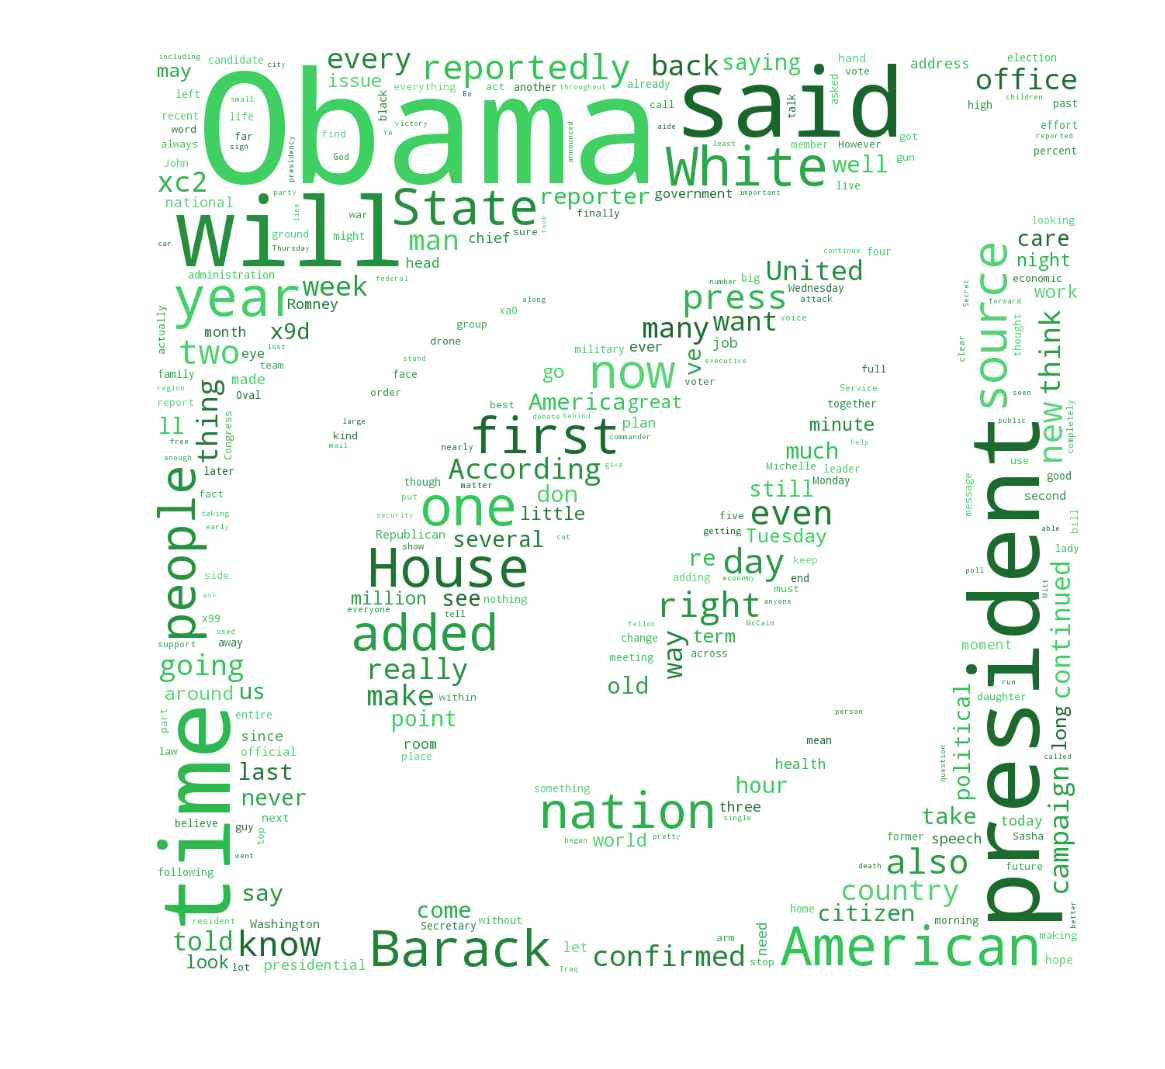 including
candidate
city
every
reportedly
back
saying
hand
vote
address
election
office
may
issue
everything
act
another
throughout
already
children
left
Obama
said
small
black
Bo
call
talk
asked
high
past
recent
life
word
far
sign
find
victory
Ye
announced
aide
got
effort
reported
always
God
presidency
least
member
However
percent
John
White
well
gun
xc2
live
national
party
State
reporter
government
important
will
line
war
finally
ground
might
man
chief
sure
took
looking
car
Thursday
head
care
administration
federal
United
continue
four
night
year
week
number
big
Wednesday
Secret
economic
Romney
xa0
along
press
attack
forward
work
source
actually
month
x9d
group
many
want
voice
think
two
eye
lost
drone
military
ever
job
clear
thought
team
stand
go
now
ve
executive
full
family
made
face
voter
region
Oval
order
America
great
Service
seen
report
thing
best
debate
behind
together
public
new
ll
Congress
large
first
plan
minute
completely
free
kind
commander
mail
nearly
much
help
enough
later
According
give
Michelle
leader
use
good
people
though
matter
Monday
president
fact
put
one
don
still
message
second
taking
security
little
five
even
early
Republican
several
cut
getting
Tuesday
able
bill
show
House
re
day
keep
lady
side
adding
economy
end
poll
ask
million
see
nothing
must
Mitt
continued
x99
everyone
tell
right
anyone
used
added
fellow
McCain
support
away
change
term
way
across
moment
going
really
meeting
around
us
make
within
old
run
daughter
part
entire
point
person
political
long
time
since
room
mean
law
official
place
health
question
called
last
something
hour
campaign
never
nation
three
believe
next
single
take
today
guy
top
began
world
pretty
former
speech
Sasha
went
also
death
following
future
say
country
resident
come
home
citizen
morning
better
Washington
Secretary
without
told
know
Barack
let
confirmed
arm
need
American
making
look
lot
presidential
Iraq
stop
hope